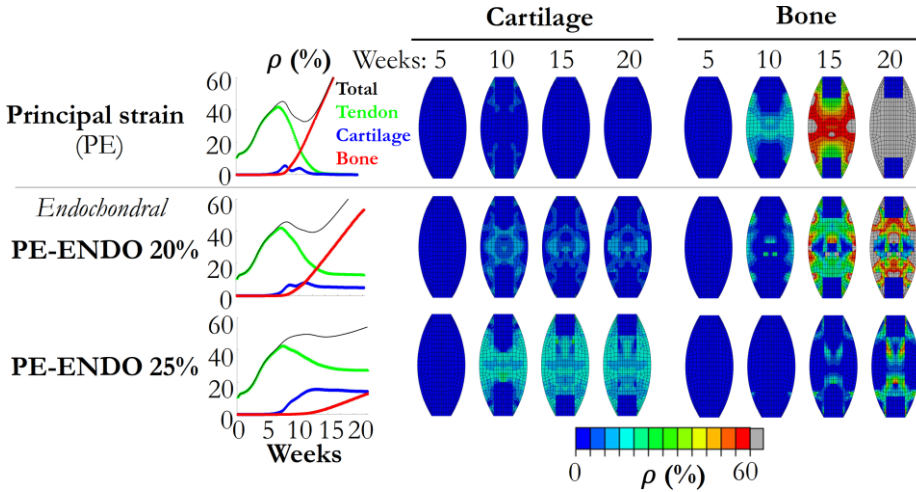 Cartilage
Bone
ρ (%)
Weeks: 5 10 15 20
5 10 15 20
Principal strain
(PE)
60
40
20
0
Total
Tendon
Cartilage
Bone
Endochondral
PE-ENDO 20%
60
40
20
0
PE-ENDO 25%
60
40
20
0
0 5 10 15 20
Weeks
0 60
ρ (%)